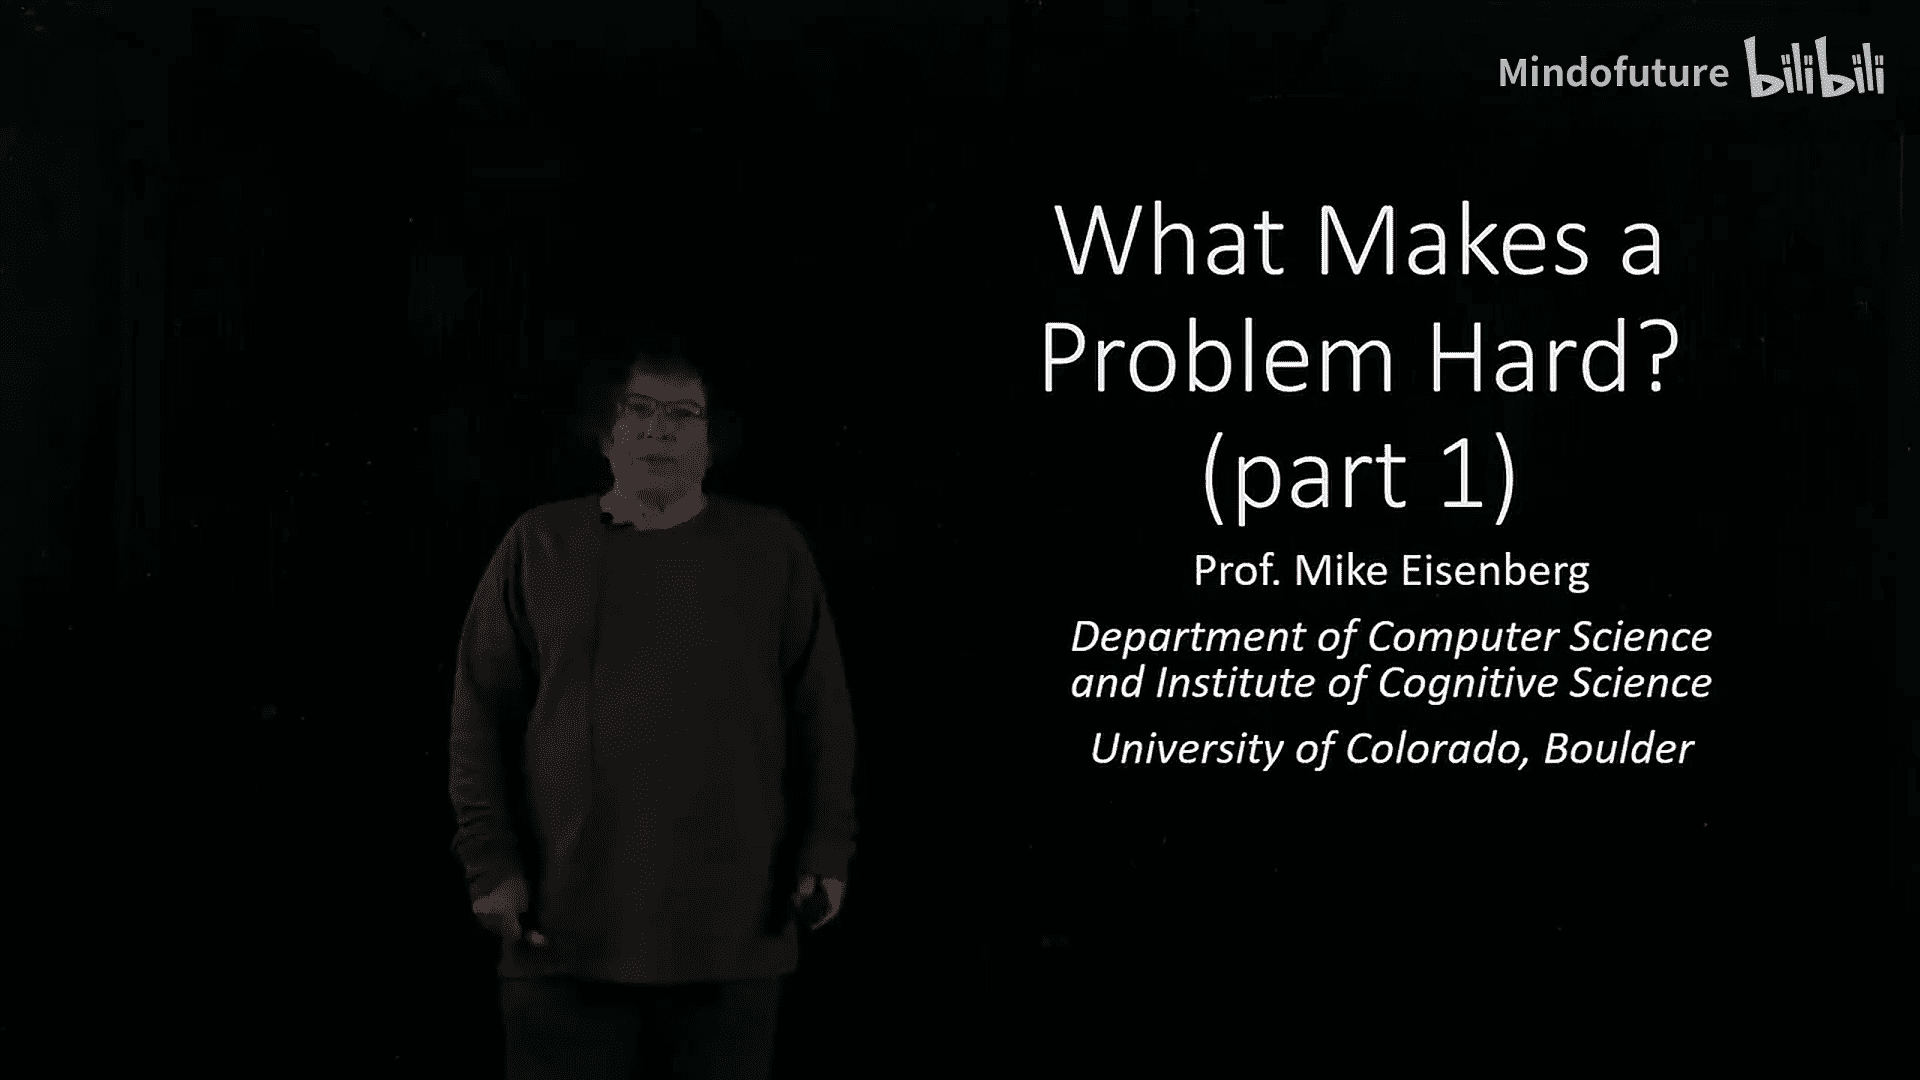 Mindofuture bilibili
What Makes a
Problem Hard?
(part 1)
Prof. Mike Eisenberg
Department of Computer Science
and Institute of Cognitive Science
University of Colorado, Boulder